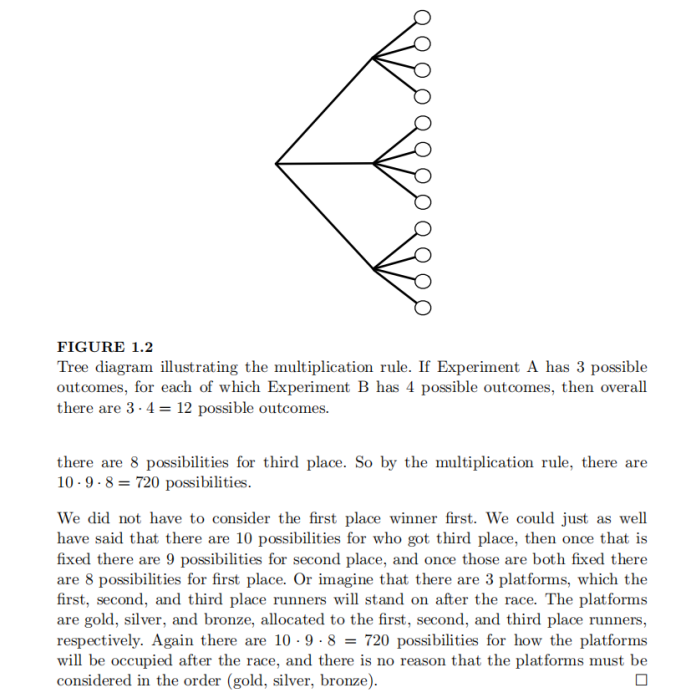 FIGURE 1.2
Tree diagram illustrating the multiplication rule. If Experiment A has 3 possible
outcomes, for each of which Experiment B has 4 possible outcomes, then overall
there are 3 · 4 = 12 possible outcomes.
there are 8 possibilities for third place. So by the multiplication rule, there are
10 · 9 · 8 = 720 possibilities.
We did not have to consider the first place winner first. We could just as well
have said that there are 10 possibilities for who got third place, then once that is
fixed there are 9 possibilities for second place, and once those are both fixed there
are 8 possibilities for first place. Or imagine that there are 3 platforms, which the
first, second, and third place runners will stand on after the race. The platforms
are gold, silver, and bronze, allocated to the first, second, and third place runners,
respectively. Again there are 10 · 9 · 8 = 720 possibilities for how the platforms
will be occupied after the race, and there is no reason that the platforms must be
considered in the order (gold, silver, bronze). □